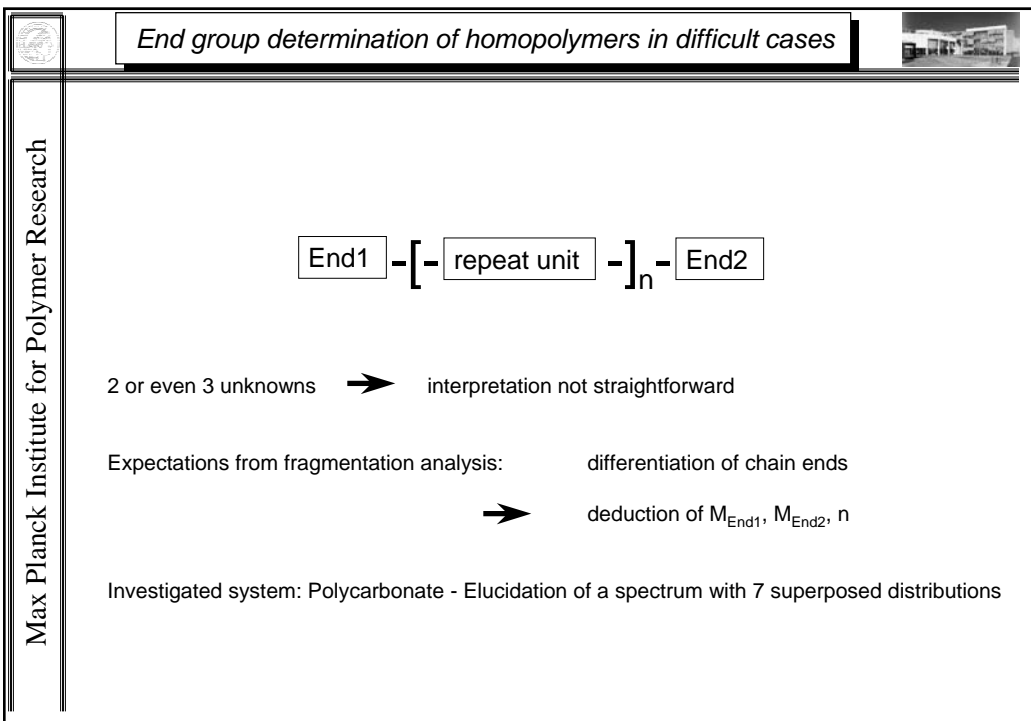 End group determination of homopolymers in difficult cases
Max Planck Institute for Polymer Research
End1 -[- repeat unit -]n- End2
2 or even 3 unknowns → interpretation not straightforward
Expectations from fragmentation analysis: differentiation of chain ends
→ deduction of MEnd1, MEnd2, n
Investigated system: Polycarbonate - Elucidation of a spectrum with 7 superposed distributions